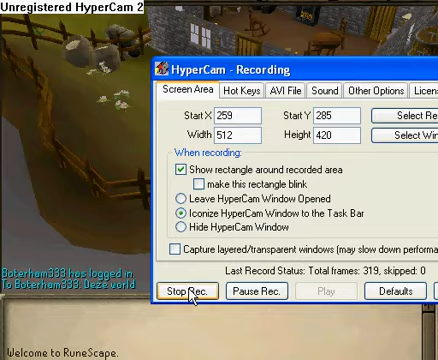 Unregistered HyperCam 2
HyperCam - Recording
Screen Area Hot Keys AVI File Sound Other Options
Start X 259 Start Y 285
Width 512 Height 420
When recording:
Show rectangle around recorded area
make this rectangle blink
Leave HyperCam Window Opened
Iconize HyperCam Window to the Task Bar
Hide HyperCam Window
Capture layered/transparent windows (may slow down
Last Record Status: Total frames: 319, skipped: 0
Stop Rec. Pause Rec. Play Defaults
Boterham333 has logged in.
To Boterham333: Deze world
Welcome to RuneScape.